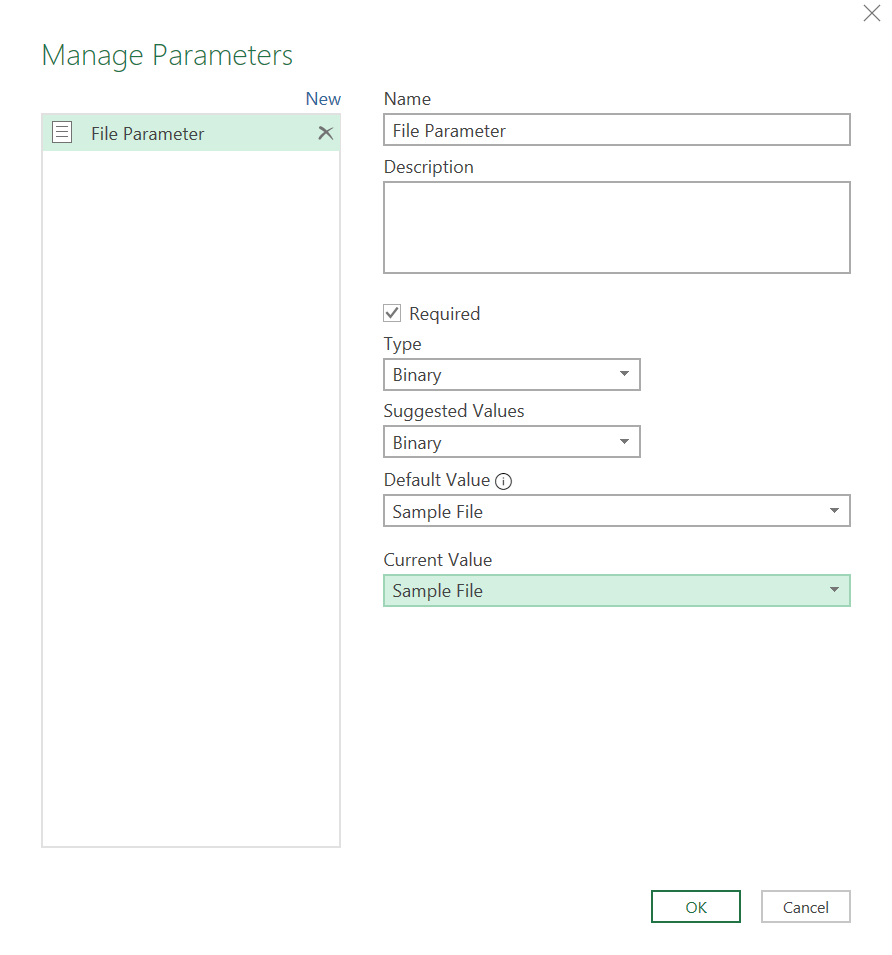 Manage Parameters
New
File Parameter
Name
File Parameter
Description
Required
Type
Binary
Suggested Values
Binary
Default Value
Sample File
Current Value
Sample File
OK
Cancel